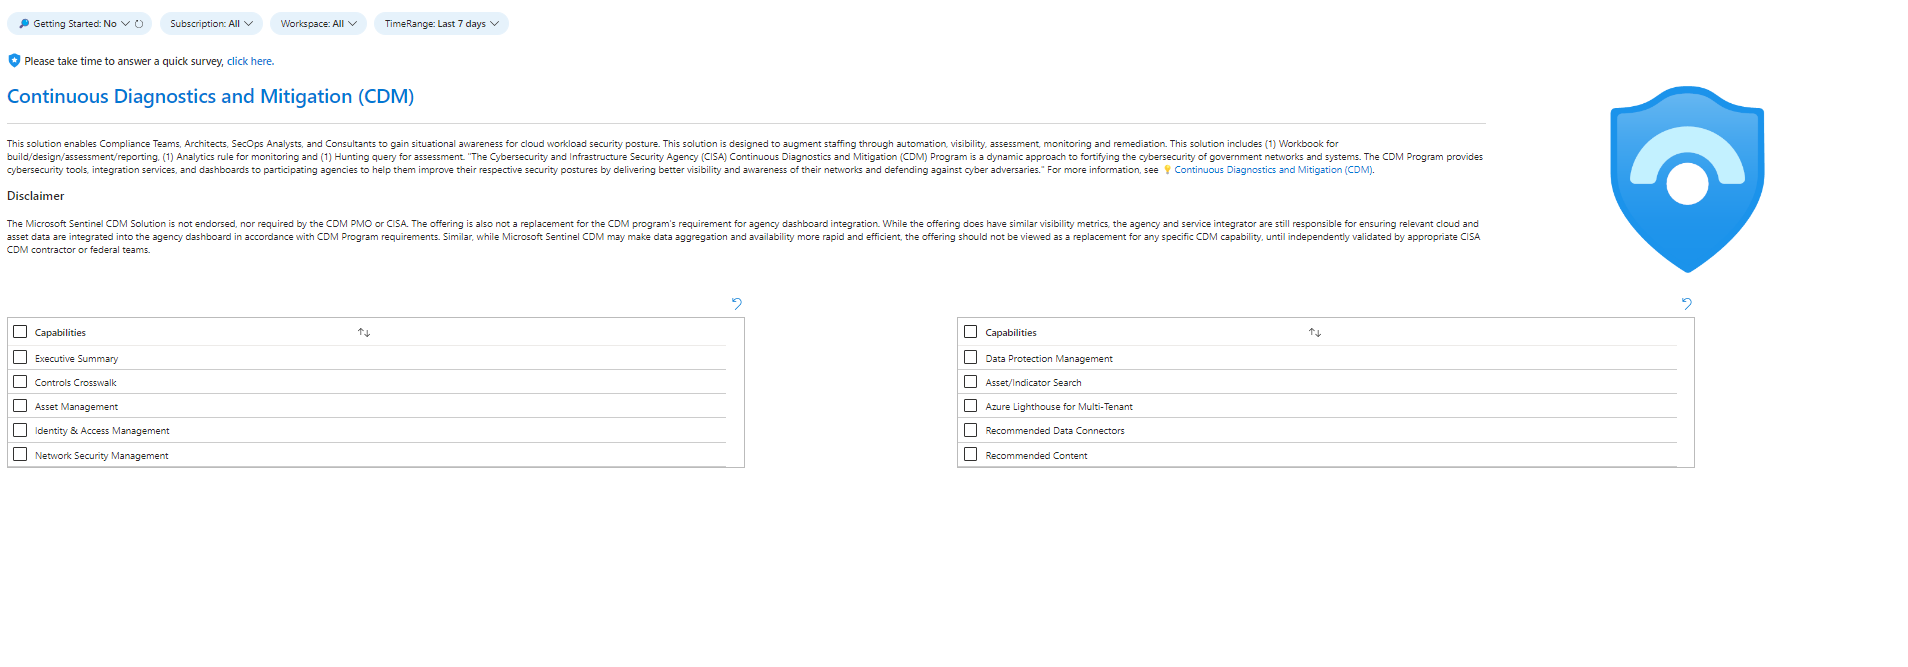 Getting Started: No
Subscription: All
Workspace: All
TimeRange: Last 7 days
Please take time to answer a quick survey, click here.
Continuous Diagnostics and Mitigation (CDM)
This solution enables Compliance Teams, Architects, SecOps Analysts, and Consultants to gain situational awareness for cloud workload security posture. This solution is designed to augment staffing through automation, visibility, assessment, monitoring and remediation. This solution includes (1) Workbook for
build/design/assessment/reporting, (1) Analytics rule for monitoring and (1) Hunting query for assessment. "The Cybersecurity and Infrastructure Security Agency (CISA) Continuous Diagnostics and Mitigation (CDM) Program is a dynamic approach to fortifying the cybersecurity of government networks and systems. The CDM Program provides
cybersecurity tools, integration services, and dashboards to participating agencies to help them improve their respective security postures by delivering better visibility and awareness of their networks and defending against cyber adversaries." For more information, see Continuous Diagnostics and Mitigation (CDM).
Disclaimer
The Microsoft Sentinel CDM Solution is not endorsed, nor required by the CDM PMO or CISA. The offering is also not a replacement for the CDM program's requirement for agency dashboard integration. While the offering does have similar visibility metrics, the agency and service integrator are still responsible for ensuring relevant cloud and
asset data are integrated into the agency dashboard in accordance with CDM Program requirements. Similar, while Microsoft Sentinel CDM may make data aggregation and availability more rapid and efficient, the offering should not be viewed as a replacement for any specific CDM capability, until independently validated by appropriate CISA
CDM contractor or federal teams.
Capabilities
Executive Summary
Controls Crosswalk
Asset Management
Identity & Access Management
Network Security Management
Capabilities
Data Protection Management
Asset/Indicator Search
Azure Lighthouse for Multi-Tenant
Recommended Data Connectors
Recommended Content